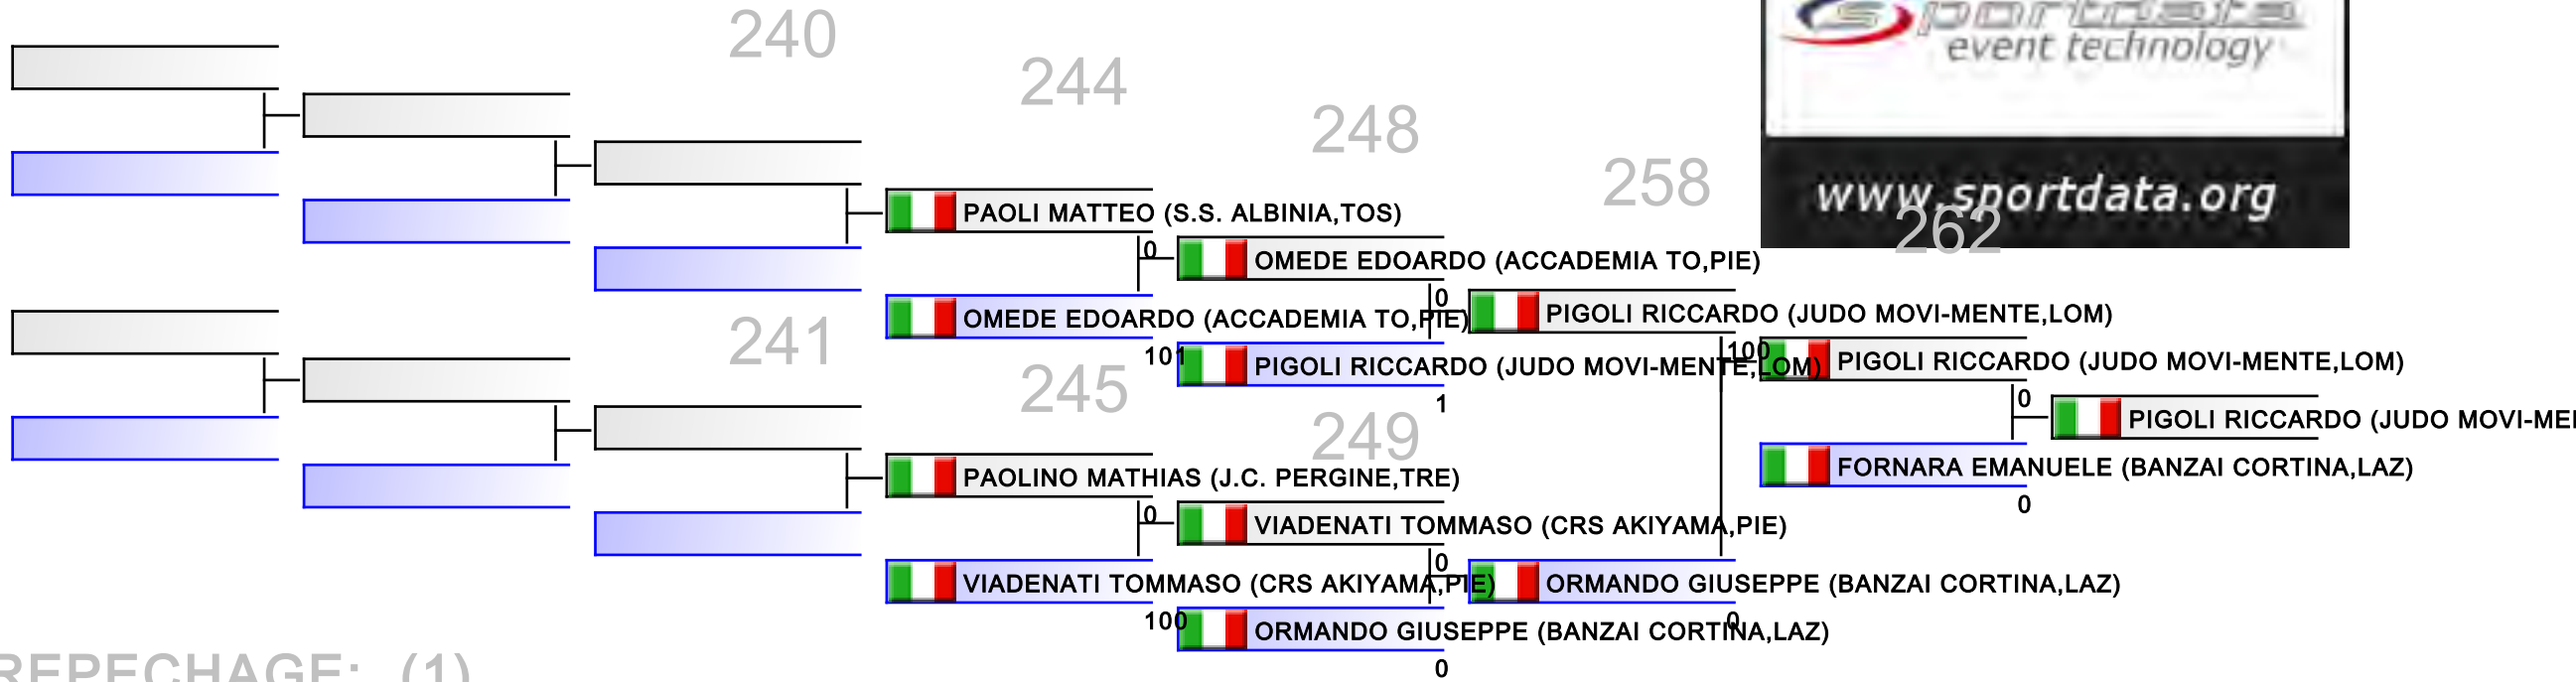 240
sportdata
event technology
244
248
258
www.sportdata.org
262
PAOLI MATTEO (S.S. ALBINIA,TOS)
0
OMEDE EDOARDO (ACCADEMIA TO,PIE)
0
OMEDE EDOARDO (ACCADEMIA TO,PIE)
PIGOLI RICCARDO (JUDO MOVI-MENTE,LOM)
241
101
PIGOLI RICCARDO (JUDO MOVI-MENTE,LOM)
100
PIGOLI RICCARDO (JUDO MOVI-MENTE,LOM)
245
1
0
PIGOLI RICCARDO (JUDO MOVI-ME
249
PAOLINO MATHIAS (J.C. PERGINE,TRE)
FORNARA EMANUELE (BANZAI CORTINA,LAZ)
0
0
VIADENATI TOMMASO (CRS AKIYAMA,PIE)
0
VIADENATI TOMMASO (CRS AKIYAMA,PIE)
ORMANDO GIUSEPPE (BANZAI CORTINA,LAZ)
100
ORMANDO GIUSEPPE (BANZAI CORTINA,LAZ)
0
0
REPECHAGE: (1)